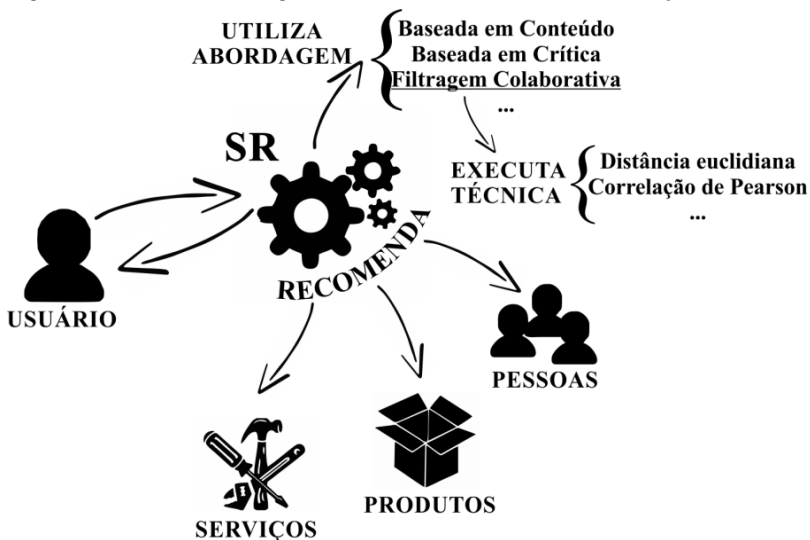 UTILIZA
ABORDAGEM
Baseada em Conteúdo
Baseada em Crítica
Filtragem Colaborativa
...
SR
EXECUTA
TÉCNICA
Distância euclidiana
Correlação de Pearson
...
RECOMENDA
USUÁRIO
PESSOAS
PRODUTOS
SERVIÇOS